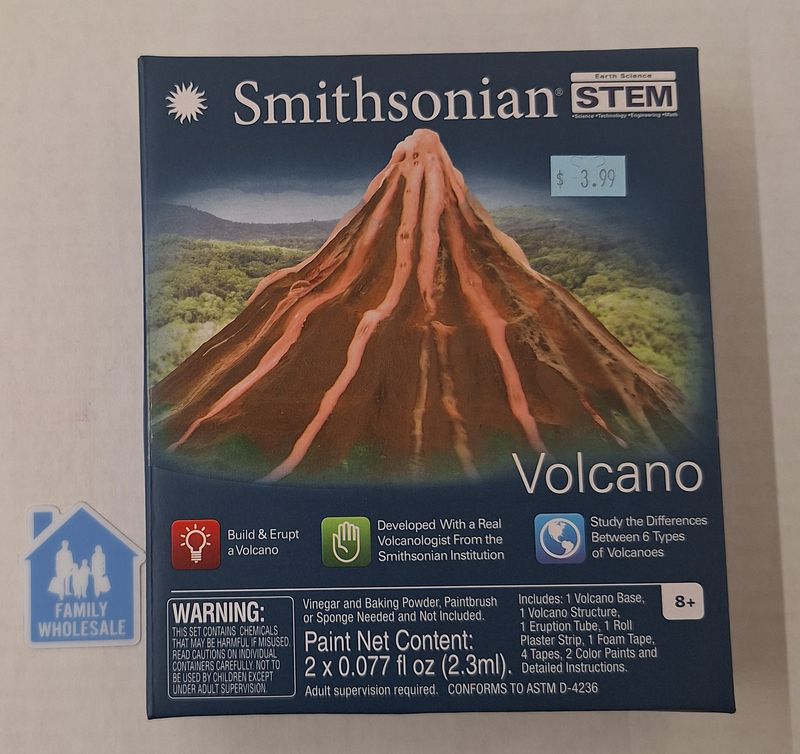 Smithsonian®
Earth Science
STEM
•Science •Technology •Engineering •Math
$ 3.99
Volcano
Build & Erupt
a Volcano
Developed With a Real
Volcanologist From the
Smithsonian Institution
Study the Differences
Between 6 Types
of Volcanoes
WARNING:
THIS SET CONTAINS CHEMICALS
THAT MAY BE HARMFUL IF MISUSED.
READ CAUTIONS ON INDIVIDUAL
CONTAINERS CAREFULLY. NOT TO
BE USED BY CHILDREN EXCEPT
UNDER ADULT SUPERVISION.
Vinegar and Baking Powder, Paintbrush
or Sponge Needed and Not Included.
Paint Net Content:
2 x 0.077 fl oz (2.3ml).
Adult supervision required. CONFORMS TO ASTM D-4236
Includes: 1 Volcano Base,
1 Volcano Structure,
1 Eruption Tube, 1 Roll
Plaster Strip, 1 Foam Tape,
4 Tapes, 2 Color Paints and
Detailed Instructions.
8+
FAMILY
WHOLESALE